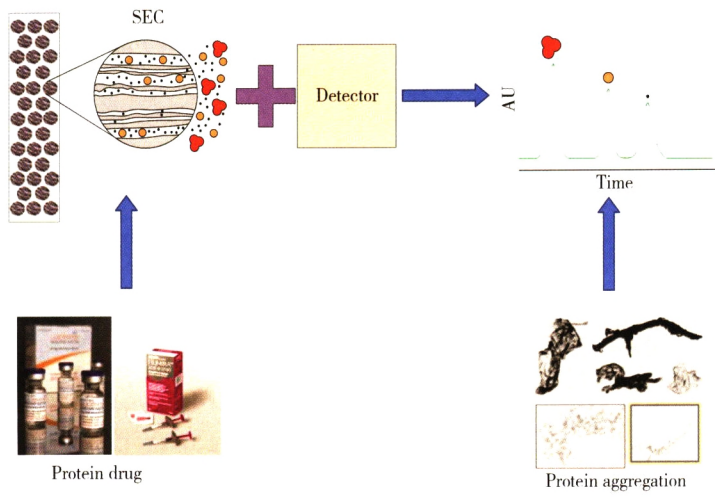 SEC
Detector
AU
Time
Protein drug
Protein aggregation